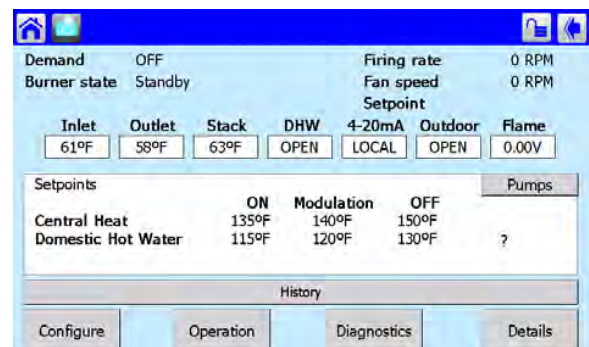 Demand OFF Firing rate 0 RPM
Burner state Standby Fan speed 0 RPM
Setpoint
Inlet Outlet Stack DHW 4-20mA Outdoor Flame
61ºF 58ºF 63ºF OPEN LOCAL OPEN 0.00V
Setpoints Pumps
ON Modulation OFF
Central Heat 135ºF 140ºF 150ºF
Domestic Hot Water 115ºF 120ºF 130ºF ?
History
Configure Operation Diagnostics Details